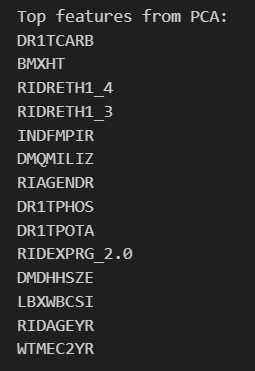 Top features from PCA:
DR1TCARB
BMXHT
RIDRETH1_4
RIDRETH1_3
INDFMPIR
DMQMILIZ
RIAGENDR
DR1TPHOS
DR1TPOTA
RIDEXPRG_2.0
DMDHHSZE
LBXWBCSI
RIDAGEYR
WTMEC2YR